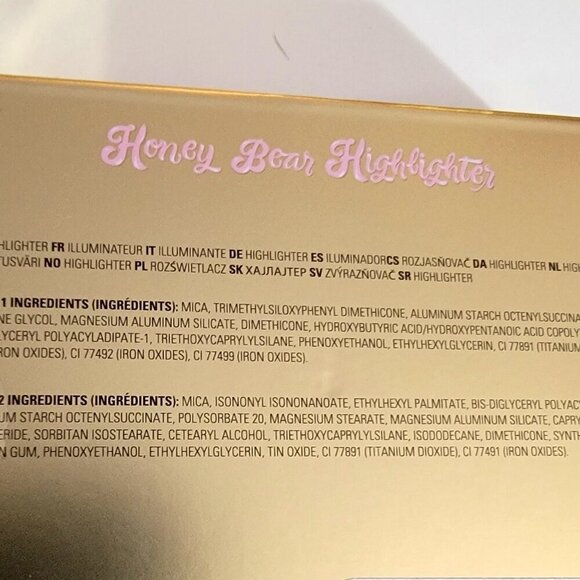 Honey Bear Highlighter
HLIGHTER FR ILLUMINATEUR IT ILLUMINANTE DE HIGHLIGHTER ES ILUMINADORCS ROZJASŇOVAČ DA HIGHLIGHTER NL HIGH
TUSVÄRI NO HIGHLIGHTER PL ROZŚWIETLACZ SK ХАЈЛАЈТЕР SV ZVÝRAZŇOVAČ SR HIGHLIGHTER
1 INGREDIENTS (INGRÉDIENTS): MICA, TRIMETHYLSILOXYPHENYL DIMETHICONE, ALUMINUM STARCH OCTENYLSUCCINA
NE GLYCOL, MAGNESIUM ALUMINUM SILICATE, DIMETHICONE, HYDROXYBUTYRIC ACID/HYDROXYPENTANOIC ACID COPOLY
GLYCERYL POLYACYLADIPATE-1, TRIETHOXYCAPRYLYLSILANE, PHENOXYETHANOL, ETHYLHEXYLGLYCERIN, CI 77891 (TITANIUM
IRON OXIDES), CI 77492 (IRON OXIDES), CI 77499 (IRON OXIDES).
2 INGREDIENTS (INGRÉDIENTS): MICA, ISONONYL ISONONANOATE, ETHYLHEXYL PALMITATE, BIS-DIGLYCERYL POLYAC
UM STARCH OCTENYLSUCCINATE, POLYSORBATE 20, MAGNESIUM STEARATE, MAGNESIUM ALUMINUM SILICATE, CAPRY
ERIDE, SORBITAN ISOSTEARATE, CETEARYL ALCOHOL, TRIETHOXYCAPRYLYLSILANE, ISODODECANE, DIMETHICONE, SYNTH
N GUM, PHENOXYETHANOL, ETHYLHEXYLGLYCERIN, TIN OXIDE, CI 77891 (TITANIUM DIOXIDE), CI 77491 (IRON OXIDES).